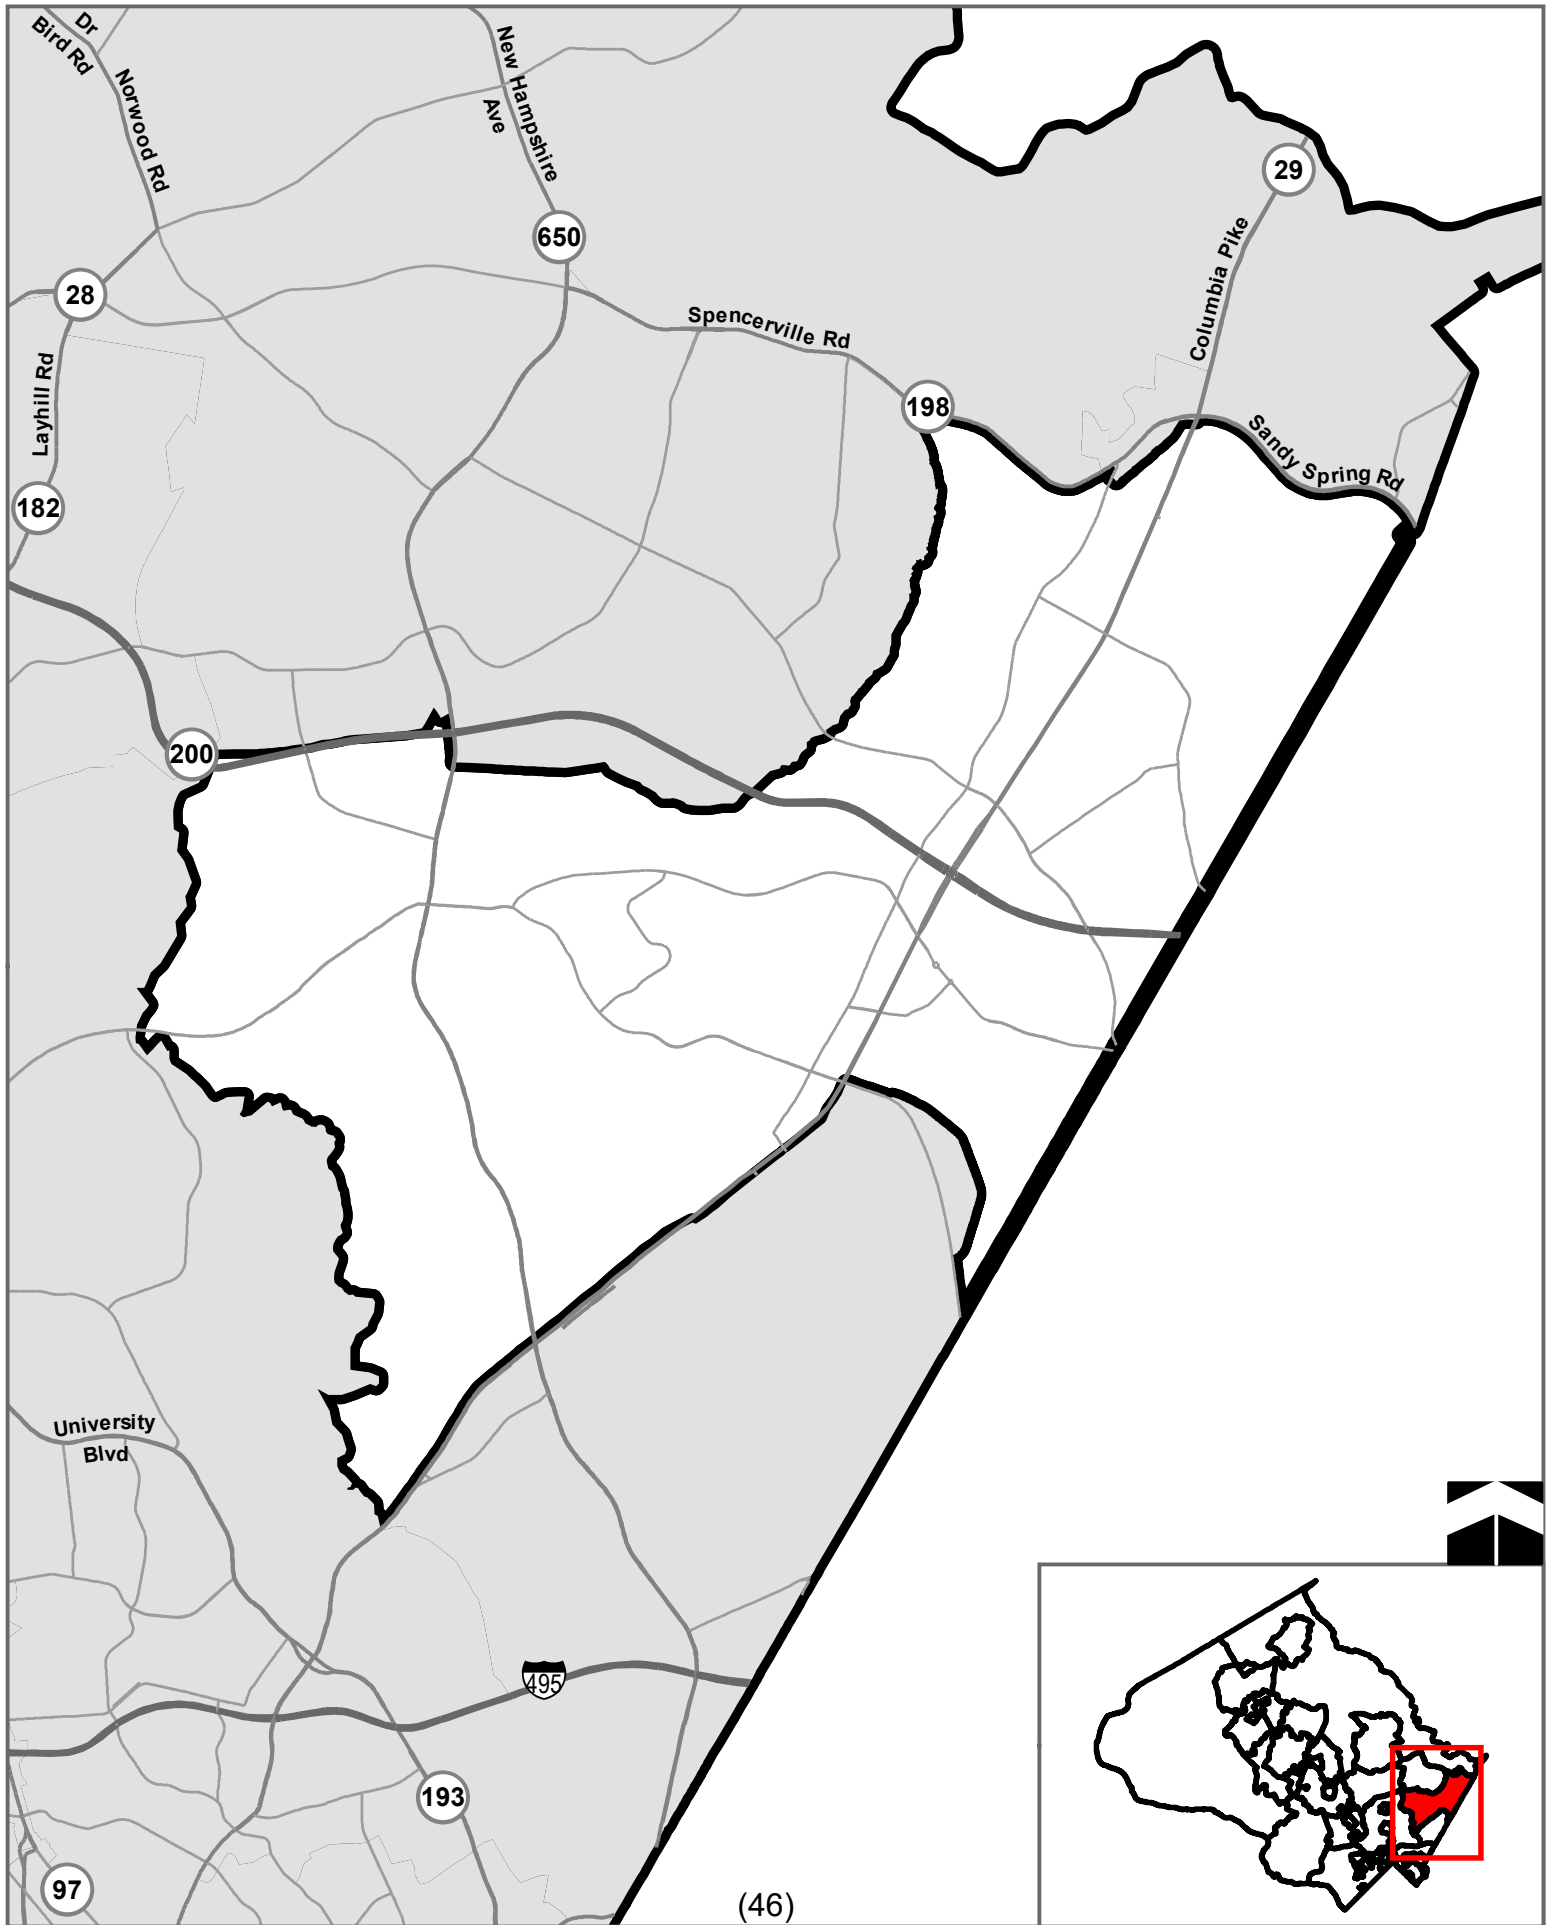 Dr
Bird Rd
Norwood Rd
New Hampshire
Ave
29
650
Columbia Pike
28
Spencerville Rd
Layhill Rd
198
Sandy Spring Rd
182
200
University
Blvd
495
193
97
(46)